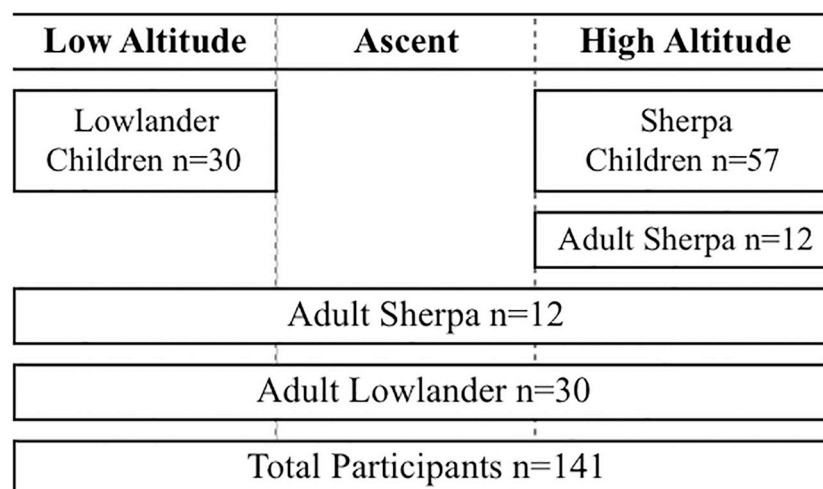 Low Altitude Ascent High Altitude
Lowlander
Children n=30
Sherpa
Children n=57
Adult Sherpa n=12
Adult Sherpa n=12
Adult Lowlander n=30
Total Participants n=141